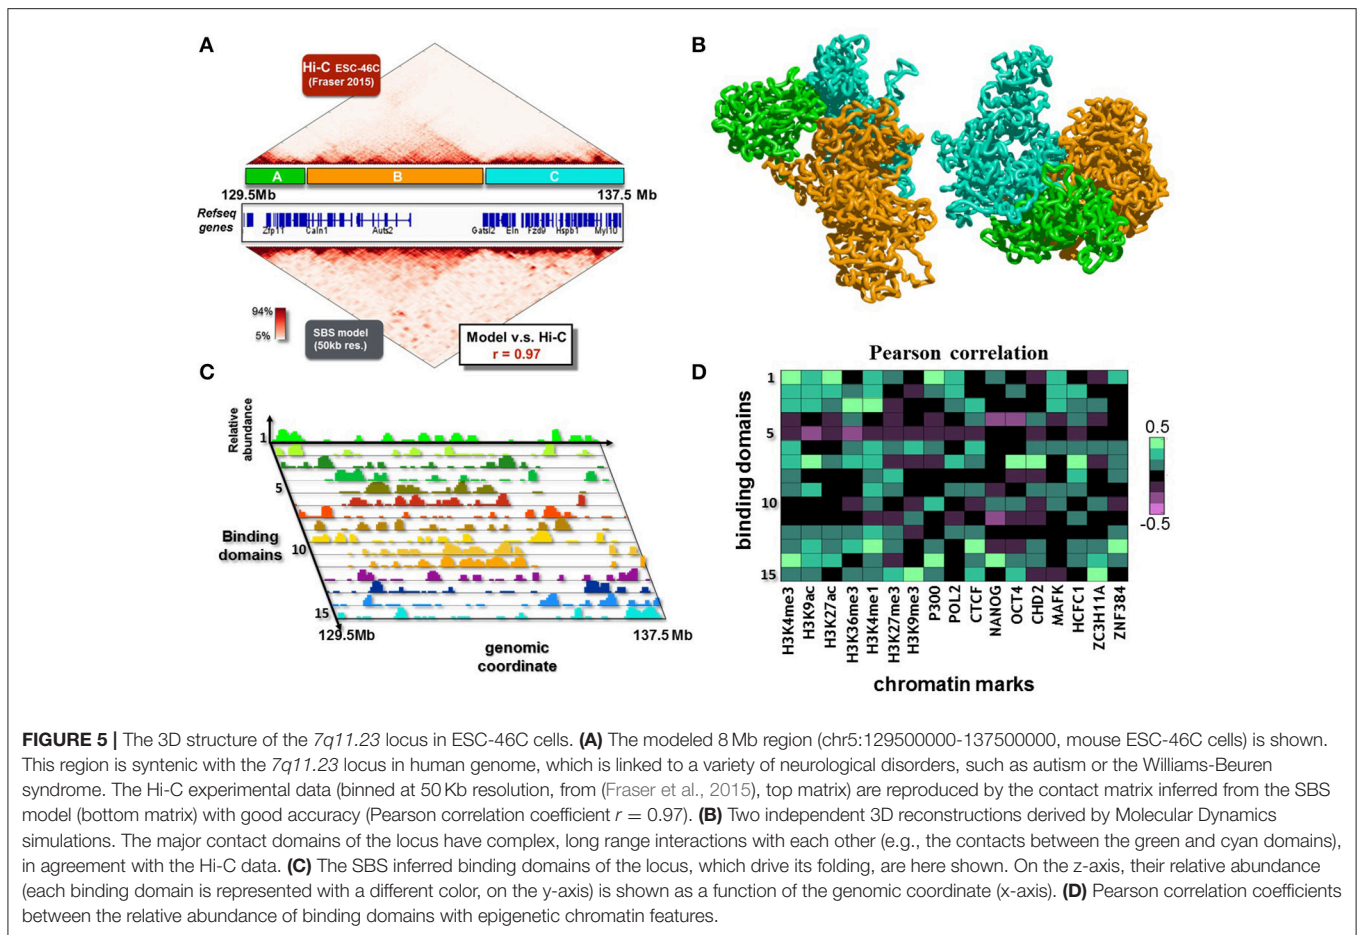 A
Hi-C ESC-46C
(Fraser 2015)
A
B
C
129.5Mb
137.5 Mb
Refseq
genes
Zfp11
Caln1
Auts2
Gatsl2
Eln
Fzd9
Hspb1
Myl10
94%
5%
SBS model
(50kb res.)
Model v.s. Hi-C
r = 0.97
B
C
Relative
abundance
1
5
10
15
Binding
domains
129.5Mb
137.5 Mb
genomic
coordinate
D
Pearson correlation
binding domains
1
5
10
15
0.5
-0.5
H3K4me3
H3K9ac
H3K27ac
H3K36me3
H3K4me1
H3K27me3
H3K9me3
P300
POL2
CTCF
NANOG
OCT4
CHD2
MAFK
HCFC1
ZC3H11A
ZNF384
chromatin marks
FIGURE 5 | The 3D structure of the 7q11.23 locus in ESC-46C cells. (A) The modeled 8 Mb region (chr5:129500000-137500000, mouse ESC-46C cells) is shown.
This region is syntenic with the 7q11.23 locus in human genome, which is linked to a variety of neurological disorders, such as autism or the Williams-Beuren
syndrome. The Hi-C experimental data (binned at 50 Kb resolution, from (Fraser et al., 2015), top matrix) are reproduced by the contact matrix inferred from the SBS
model (bottom matrix) with good accuracy (Pearson correlation coefficient r = 0.97). (B) Two independent 3D reconstructions derived by Molecular Dynamics
simulations. The major contact domains of the locus have complex, long range interactions with each other (e.g., the contacts between the green and cyan domains),
in agreement with the Hi-C data. (C) The SBS inferred binding domains of the locus, which drive its folding, are here shown. On the z-axis, their relative abundance
(each binding domain is represented with a different color, on the y-axis) is shown as a function of the genomic coordinate (x-axis). (D) Pearson correlation coefficients
between the relative abundance of binding domains with epigenetic chromatin features.